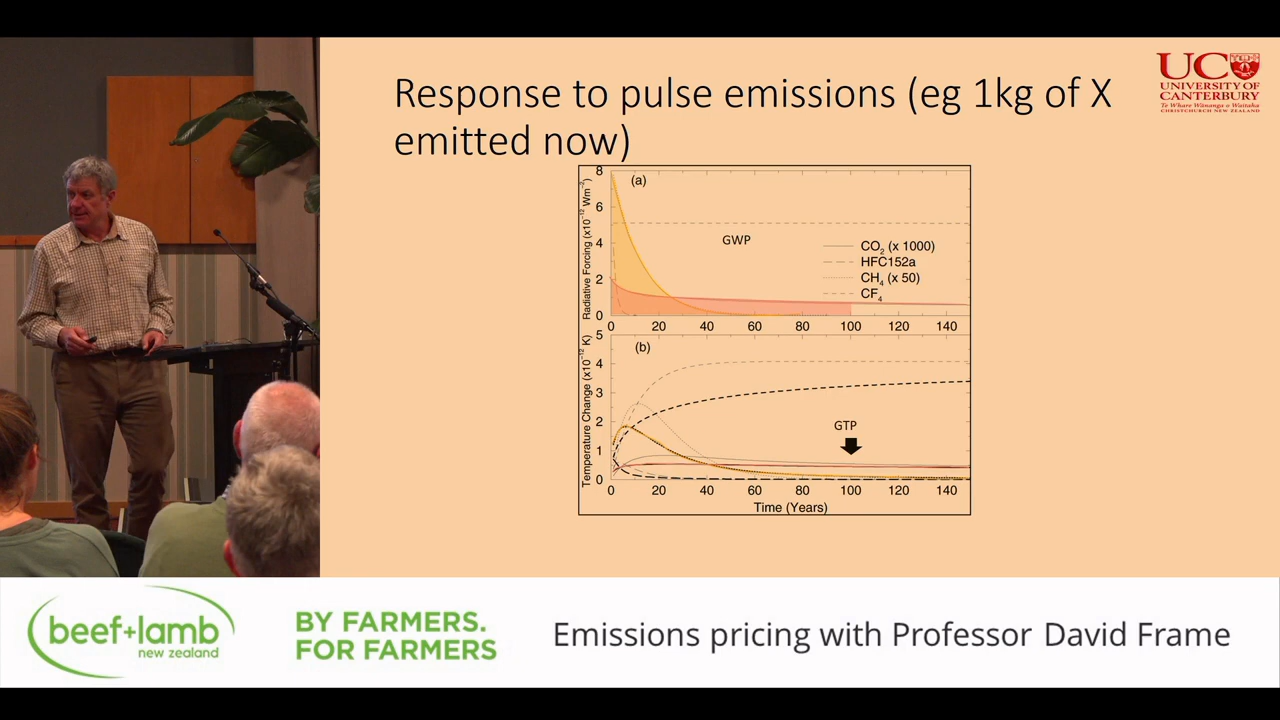 Response to pulse emissions (eg 1kg of X
emitted now)
UC
UNIVERSITY OF
CANTERBURY
Te Whare Wānanga o Waitaha
CHRISTCHURCH NEW ZEALAND
(a)
Radiative Forcing (x10⁻¹² Wm⁻²)
8
6
4
2
0
GWP
CO₂ (x 1000)
HFC152a
CH₄ (x 50)
CF₄
0 20 40 60 80 100 120 140
(b)
Temperature Change (x10⁻¹² K)
5
4
3
2
1
0
GTP
0 20 40 60 80 100 120 140
Time (Years)
beef+lamb
new zealand
BY FARMERS.
FOR FARMERS
Emissions pricing with Professor David Frame